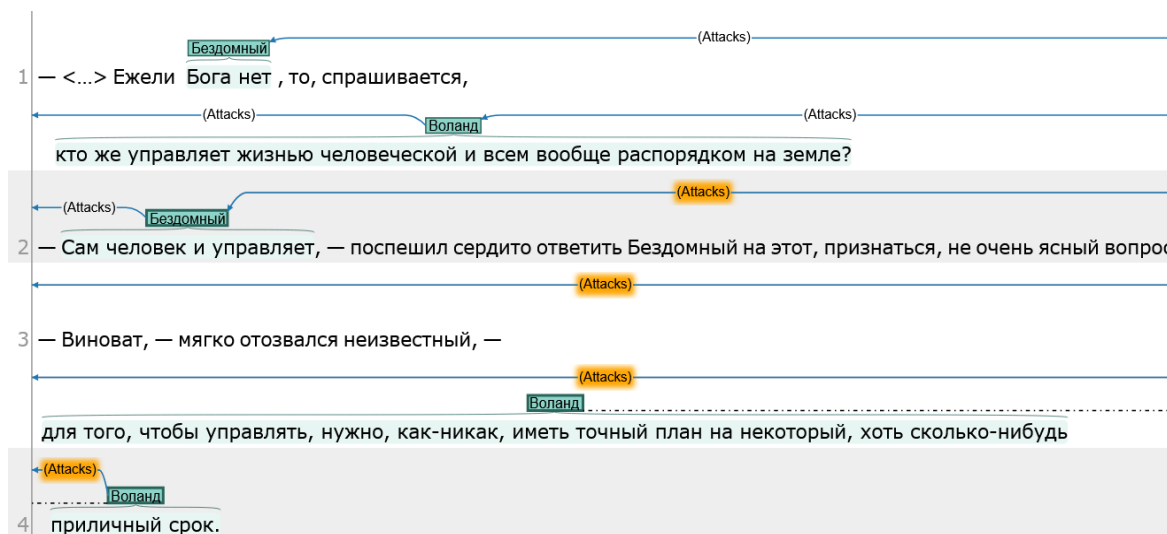 (Attacks)
Бездомный
1 — <...> Ежели Бога нет , то, спрашивается,
(Attacks) (Attacks)
Воланд
кто же управляет жизнью человеческой и всем вообще распорядком на земле?
(Attacks)
(Attacks)
Бездомный
2 — Сам человек и управляет, — поспешил сердито ответить Бездомный на этот, признаться, не очень ясный вопрос
(Attacks)
3 — Виноват, — мягко отозвался неизвестный, —
(Attacks)
Воланд
для того, чтобы управлять, нужно, как-никак, иметь точный план на некоторый, хоть сколько-нибудь
(Attacks)
Воланд
4 приличный срок.